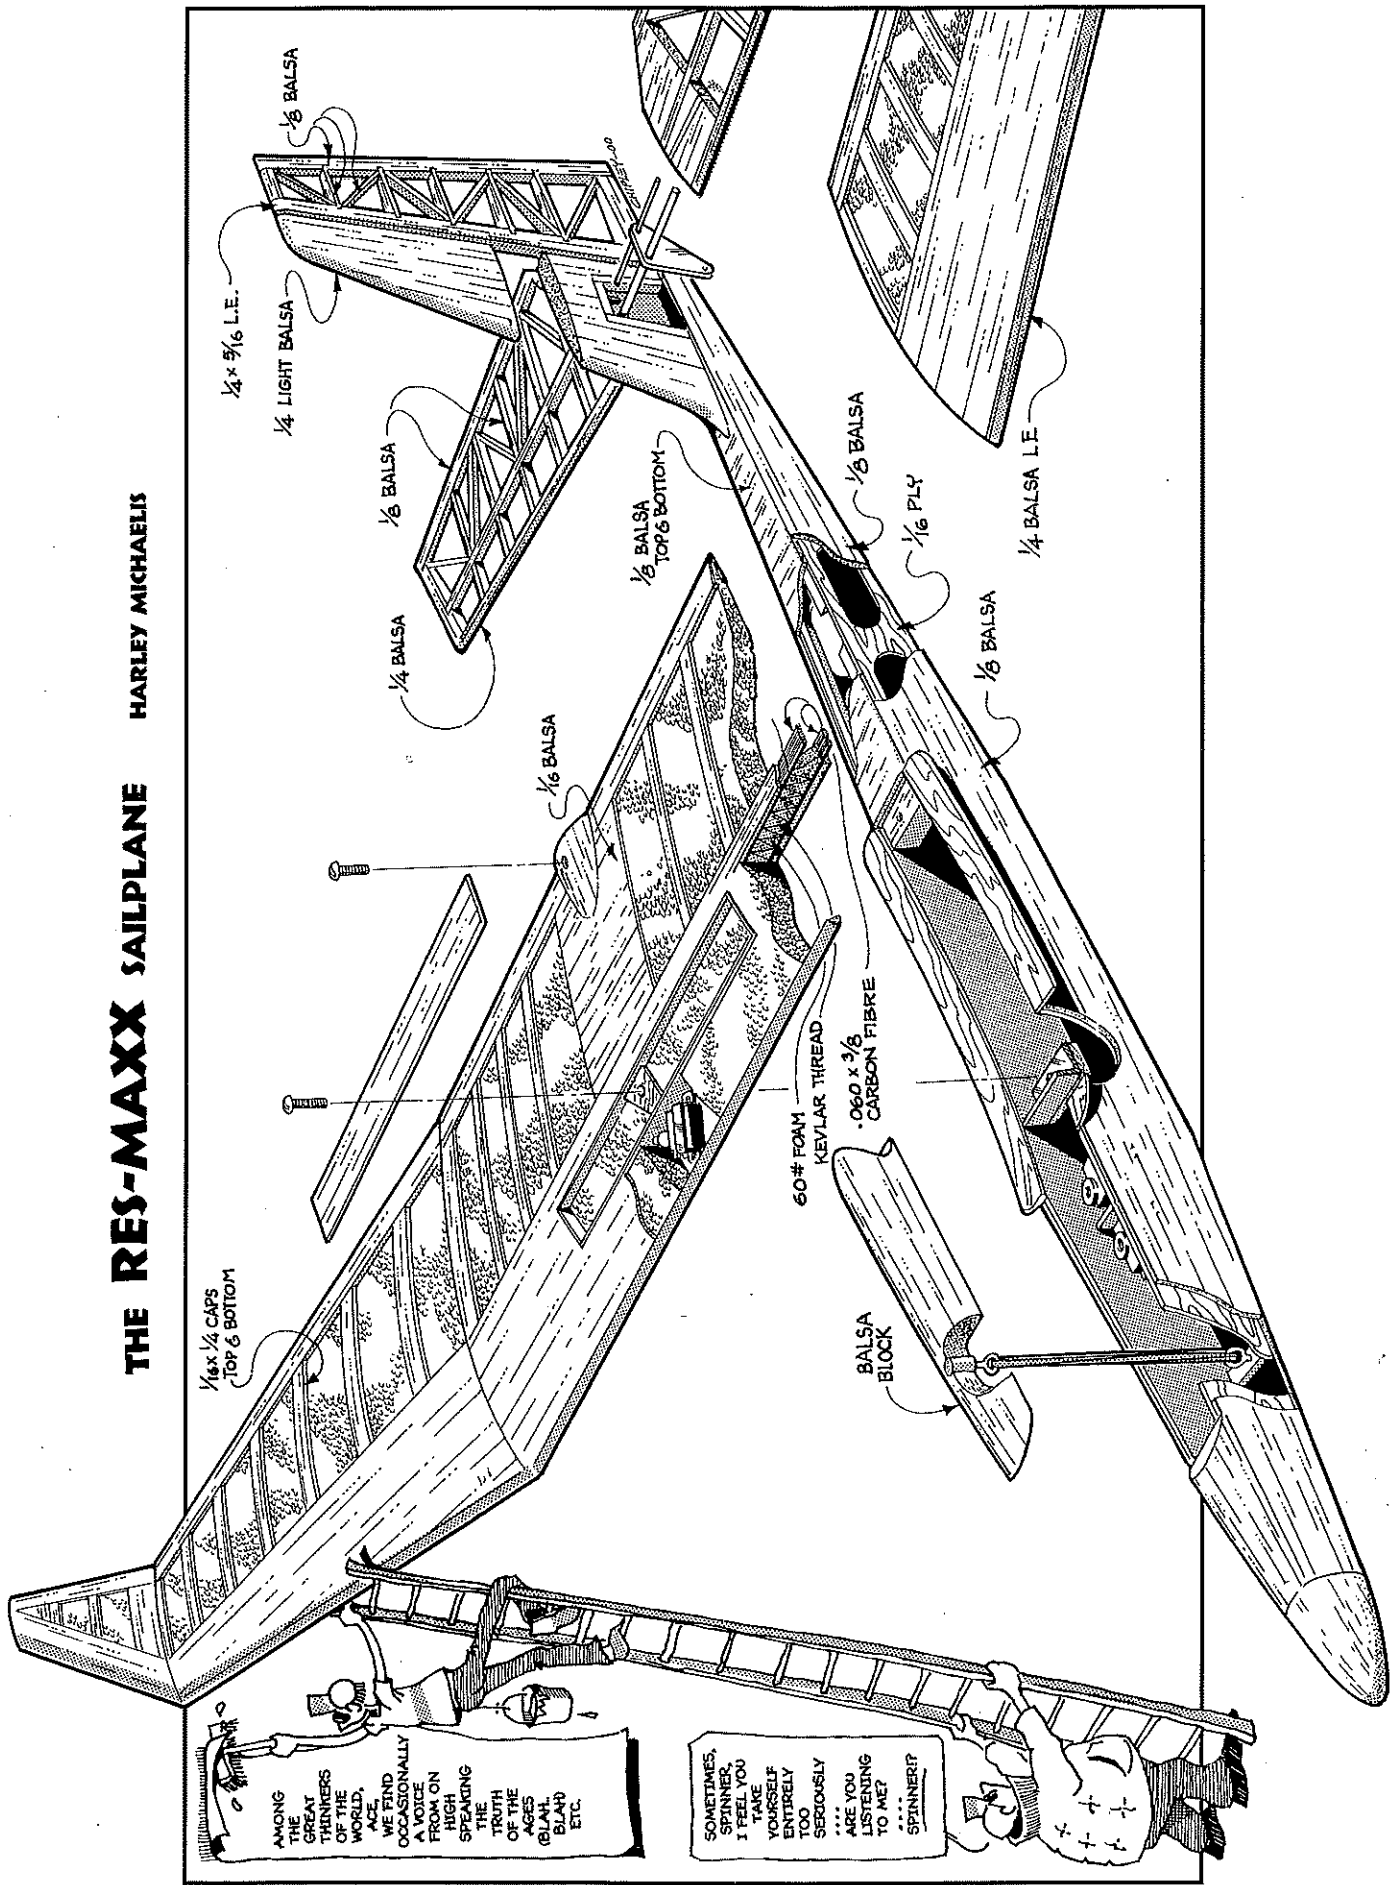 THE RES-MAXX SAILPLANE HARLEY MICHAELIS
1/16 x 1/4 CAPS
TOP & BOTTOM
1/16 BALSA
1/4 BALSA
1/8 BALSA
1/4 x 5/16 L.E.
1/4 LIGHT BALSA
1/8 BALSA
1/8 BALSA
TOP & BOTTOM
1/8 BALSA
1/16 PLY
1/8 BALSA
1/4 BALSA L.E.
60# FOAM
KEVLAR THREAD
.060 x 3/8
CARBON FIBRE
BALSA
BLOCK
AMONG
THE
GREAT
THINKERS
OF THE
WORLD,
ACE,
WE FIND
OCCASIONALLY
A VOICE
FROM ON
HIGH
SPEAKING
THE
TRUTH
OF THE
AGES
(BLAH,
BLAH)
ETC.
SOMETIMES,
SPINNER,
I FEEL YOU
TAKE
YOURSELF
ENTIRELY
TOO
SERIOUSLY
....
ARE YOU
LISTENING
TO ME?
....
SPINNER!?